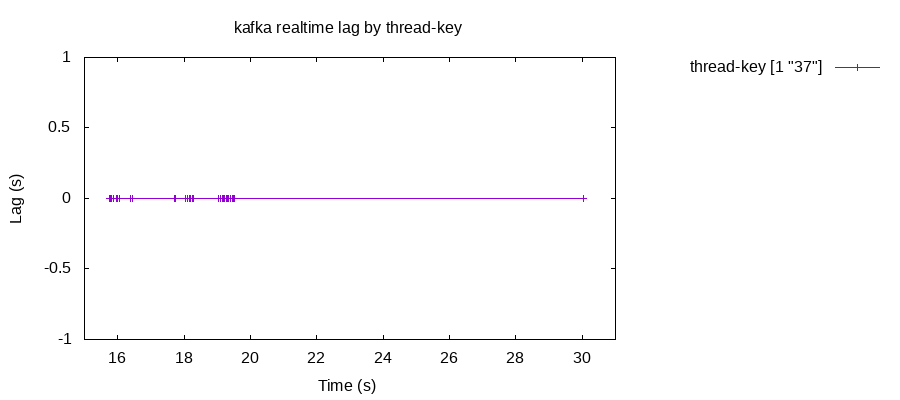 kafka realtime lag by thread-key
thread-key [1 "37"]
1
0.5
0
-0.5
-1
Lag (s)
16 18 20 22 24 26 28 30
Time (s)